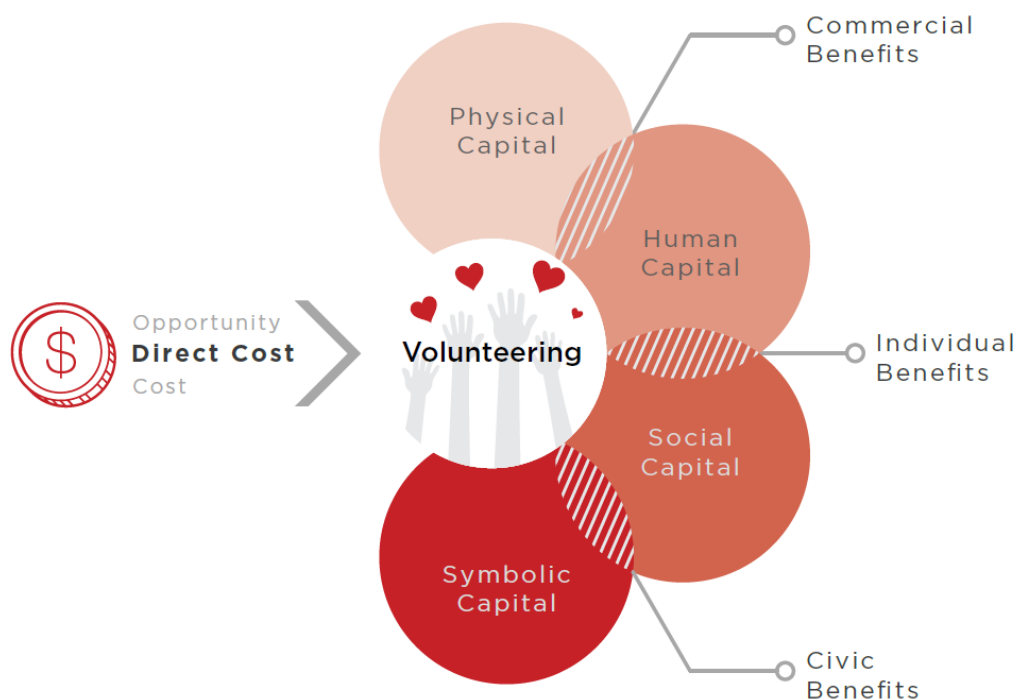 Commercial
Benefits
Physical
Capital
Human
Capital
Opportunity
Direct Cost
Cost
$
Volunteering
Individual
Benefits
Social
Capital
Symbolic
Capital
Civic
Benefits